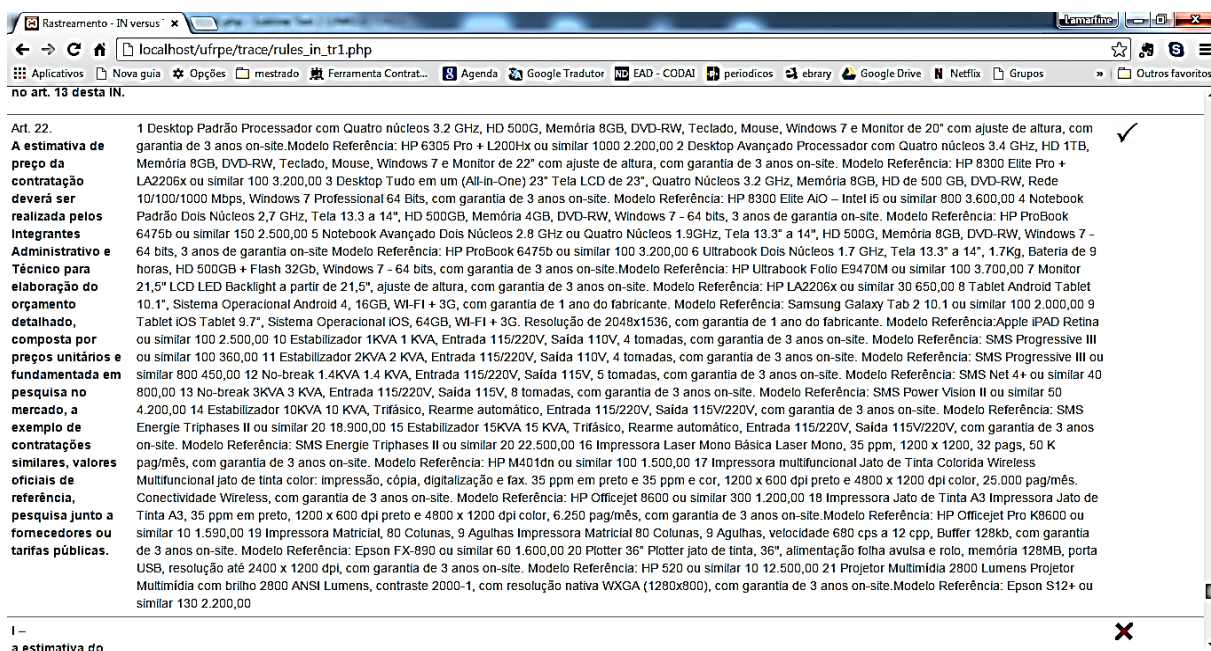 Rastreamento - IN versus
Lamartine
localhost/ufrpe/trace/rules_in_tr1.php
Aplicativos Nova guia Opções mestrado Ferramenta Contrat... Agenda Google Tradutor EAD - CODAI periodicos ebrary Google Drive Netflix Grupos » Outros favoritos
no art. 13 desta IN.
Art. 22.
A estimativa de
preço da
contratação
deverá ser
realizada pelos
Integrantes
Administrativo e
Técnico para
elaboração do
orçamento
detalhado,
composto por
preços unitários e
fundamentada em
pesquisa no
mercado, a
exemplo de
contratações
similares, valores
oficiais de
referência,
pesquisa junto a
fornecedores ou
tarifas públicas.
1 Desktop Padrão Processador com Quatro núcleos 3.2 GHz, HD 500G, Memória 8GB, DVD-RW, Teclado, Mouse, Windows 7 e Monitor de 20" com ajuste de altura, com
garantia de 3 anos on-site.Modelo Referência: HP 6305 Pro + L200Hx ou similar 1000 2.200,00 2 Desktop Avançado Processador com Quatro núcleos 3.4 GHz, HD 1TB,
Memória 8GB, DVD-RW, Teclado, Mouse, Windows 7 e Monitor de 22" com ajuste de altura, com garantia de 3 anos on-site. Modelo Referência: HP 8300 Elite Pro +
LA2206x ou similar 100 3.200,00 3 Desktop Tudo em um (All-in-One) 23" Tela LCD de 23", Quatro Núcleos 3.2 GHz, Memória 8GB, HD de 500 GB, DVD-RW, Rede
10/100/1000 Mbps, Windows 7 Professional 64 Bits, com garantia de 3 anos on-site. Modelo Referência: HP 8300 Elite AiO – Intel i5 ou similar 800 3.600,00 4 Notebook
Padrão Dois Núcleos 2,7 GHz, Tela 13.3 a 14", HD 500GB, Memória 4GB, DVD-RW, Windows 7 - 64 bits, 3 anos de garantia on-site. Modelo Referência: HP ProBook
6475b ou similar 150 2.500,00 5 Notebook Avançado Dois Núcleos 2.8 GHz ou Quatro Núcleos 1.9GHz, Tela 13.3" a 14", HD 500G, Memória 8GB, DVD-RW, Windows 7 -
64 bits, 3 anos de garantia on-site Modelo Referência: HP ProBook 6475b ou similar 100 3.200,00 6 Ultrabook Dois Núcleos 1.7 GHz, Tela 13.3" a 14", 1.7Kg, Bateria de 9
horas, HD 500GB + Flash 32Gb, Windows 7 - 64 bits, com garantia de 3 anos on-site.Modelo Referência: HP Ultrabook Folio E9470M ou similar 100 3.700,00 7 Monitor
21,5" LCD LED Backlight a partir de 21,5", ajuste de altura, com garantia de 3 anos on-site. Modelo Referência: HP LA2206x ou similar 30 650,00 8 Tablet Android Tablet
10.1", Sistema Operacional Android 4, 16GB, WI-FI + 3G, com garantia de 1 ano do fabricante. Modelo Referência: Samsung Galaxy Tab 2 10.1 ou similar 100 2.000,00 9
Tablet iOS Tablet 9.7", Sistema Operacional iOS, 64GB, WI-FI + 3G. Resolução de 2048x1536, com garantia de 1 ano do fabricante. Modelo Referência:Apple iPAD Retina
ou similar 100 2.500,00 10 Estabilizador 1KVA 1 KVA, Entrada 115/220V, Saída 110V, 4 tomadas, com garantia de 3 anos on-site. Modelo Referência: SMS Progressive III
ou similar 100 360,00 11 Estabilizador 2KVA 2 KVA, Entrada 115/220V, Saída 110V, 4 tomadas, com garantia de 3 anos on-site. Modelo Referência: SMS Progressive III ou
similar 800 450,00 12 No-break 1.4KVA 1.4 KVA, Entrada 115/220V, Saída 115V, 5 tomadas, com garantia de 3 anos on-site. Modelo Referência: SMS Net 4+ ou similar 40
800,00 13 No-break 3KVA 3 KVA, Entrada 115/220V, Saída 115V, 8 tomadas, com garantia de 3 anos on-site. Modelo Referência: SMS Power Vision II ou similar 50
4.200,00 14 Estabilizador 10KVA 10 KVA, Trifásico, Rearme automático, Entrada 115/220V, Saída 115V/220V, com garantia de 3 anos on-site. Modelo Referência: SMS
Energie Triphases II ou similar 20 18.900,00 15 Estabilizador 15KVA 15 KVA, Trifásico, Rearme automático, Entrada 115/220V, Saída 115V/220V, com garantia de 3 anos
on-site. Modelo Referência: SMS Energie Triphases II ou similar 20 22.500,00 16 Impressora Laser Mono Básica Laser Mono, 35 ppm, 1200 x 1200, 32 pags, 50 K
pag/mês, com garantia de 3 anos on-site. Modelo Referência: HP M401dn ou similar 100 1.500,00 17 Impressora multifuncional Jato de Tinta Colorida Wireless
Multifuncional jato de tinta color: impressão, cópia, digitalização e fax. 35 ppm em preto e 35 ppm e cor, 1200 x 600 dpi preto e 4800 x 1200 dpi color, 25.000 pag/mês.
Conectividade Wireless, com garantia de 3 anos on-site. Modelo Referência: HP Officejet 8600 ou similar 300 1.200,00 18 Impressora Jato de Tinta A3 Impressora Jato de
Tinta A3, 35 ppm em preto, 1200 x 600 dpi preto e 4800 x 1200 dpi color, 6.250 pag/mês, com garantia de 3 anos on-site. Modelo Referência: HP Officejet Pro K8600 ou
similar 10 1.590,00 19 Impressora Matricial, 80 Colunas, 9 Agulhas Impressora Matricial 80 Colunas, 9 Agulhas, velocidade 680 cps a 12 cpp, Buffer 128kb, com garantia
de 3 anos on-site. Modelo Referência: Epson FX-890 ou similar 60 1.600,00 20 Plotter 36" Plotter jato de tinta, 36", alimentação folha avulsa e rolo, memória 128MB, porta
USB, resolução até 2400 x 1200 dpi, com garantia de 3 anos on-site. Modelo Referência: HP 520 ou similar 10 12.500,00 21 Projetor Multimídia 2800 Lumens Projetor
Multimídia com brilho 2800 ANSI Lumens, contraste 2000-1, com resolução nativa WXGA (1280x800), com garantia de 3 anos on-site.Modelo Referência: Epson S12+ ou
similar 130 2.200,00
I –
a estimativa do